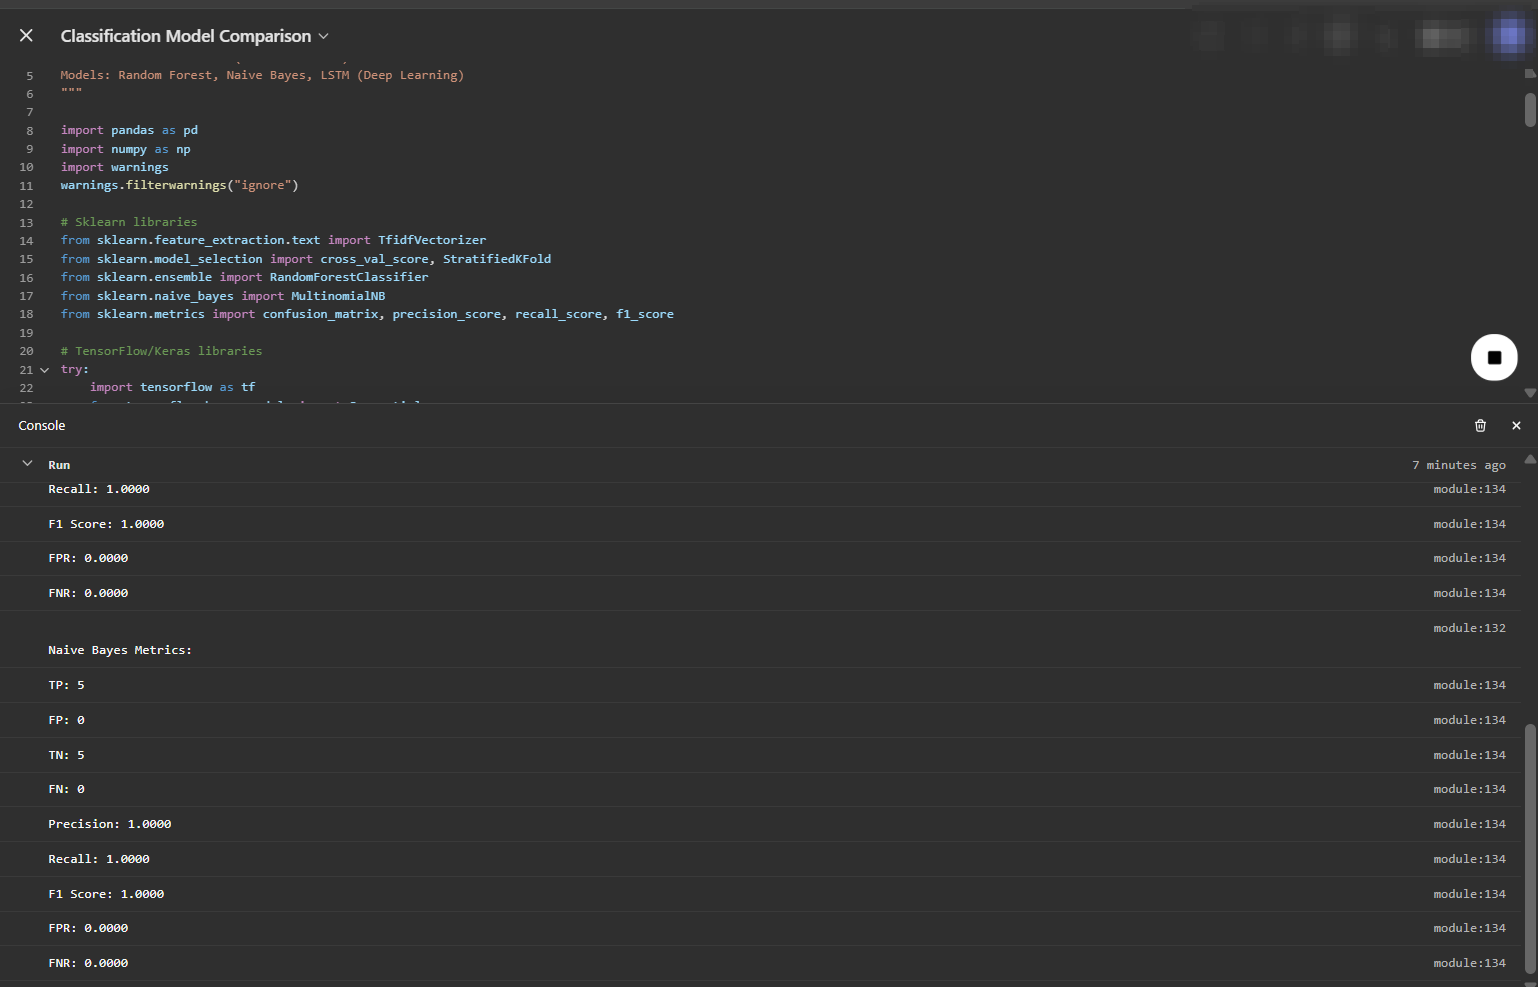 Classification Model Comparison
5 Models: Random Forest, Naive Bayes, LSTM (Deep Learning)
6 """
7
8 import pandas as pd
9 import numpy as np
10 import warnings
11 warnings.filterwarnings("ignore")
12
13 # Sklearn libraries
14 from sklearn.feature_extraction.text import TfidfVectorizer
15 from sklearn.model_selection import cross_val_score, StratifiedKFold
16 from sklearn.ensemble import RandomForestClassifier
17 from sklearn.naive_bayes import MultinomialNB
18 from sklearn.metrics import confusion_matrix, precision_score, recall_score, f1_score
19
20 # TensorFlow/Keras libraries
21 try:
22 import tensorflow as tf
Console
Run 7 minutes ago
Recall: 1.0000 module:134
F1 Score: 1.0000 module:134
FPR: 0.0000 module:134
FNR: 0.0000 module:134
module:132
Naive Bayes Metrics:
TP: 5 module:134
FP: 0 module:134
TN: 5 module:134
FN: 0 module:134
Precision: 1.0000 module:134
Recall: 1.0000 module:134
F1 Score: 1.0000 module:134
FPR: 0.0000 module:134
FNR: 0.0000 module:134